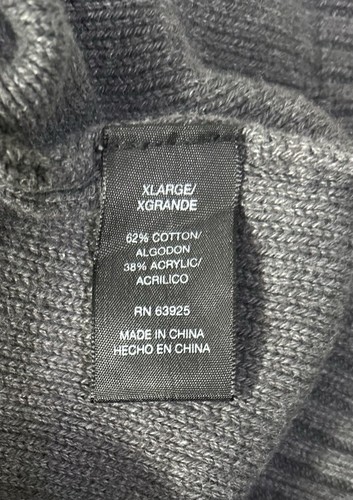 XLARGE/
XGRANDE
62% COTTON/
ALGODON
38% ACRYLIC/
ACRILICO
RN 63925
MADE IN CHINA
HECHO EN CHINA